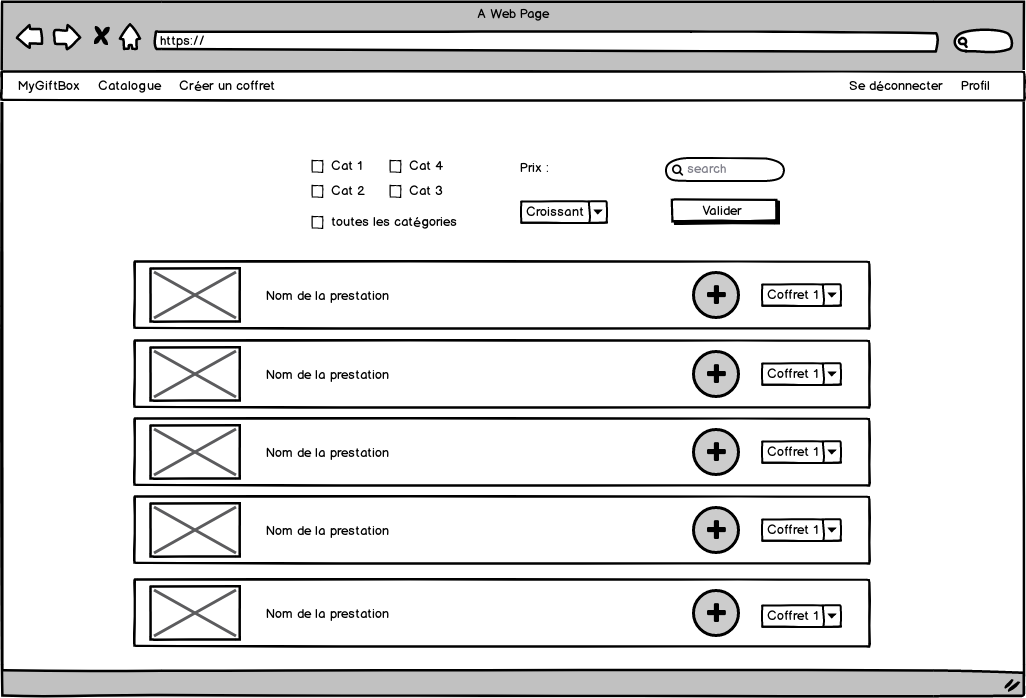 A Web Page
https://
MyGiftBox Catalogue Créer un coffret Se déconnecter Profil
Cat 1 Cat 4 Prix : search
Cat 2 Cat 3
Croissant Valider
toutes les catégories
Nom de la prestation Coffret 1
Nom de la prestation Coffret 1
Nom de la prestation Coffret 1
Nom de la prestation Coffret 1
Nom de la prestation Coffret 1